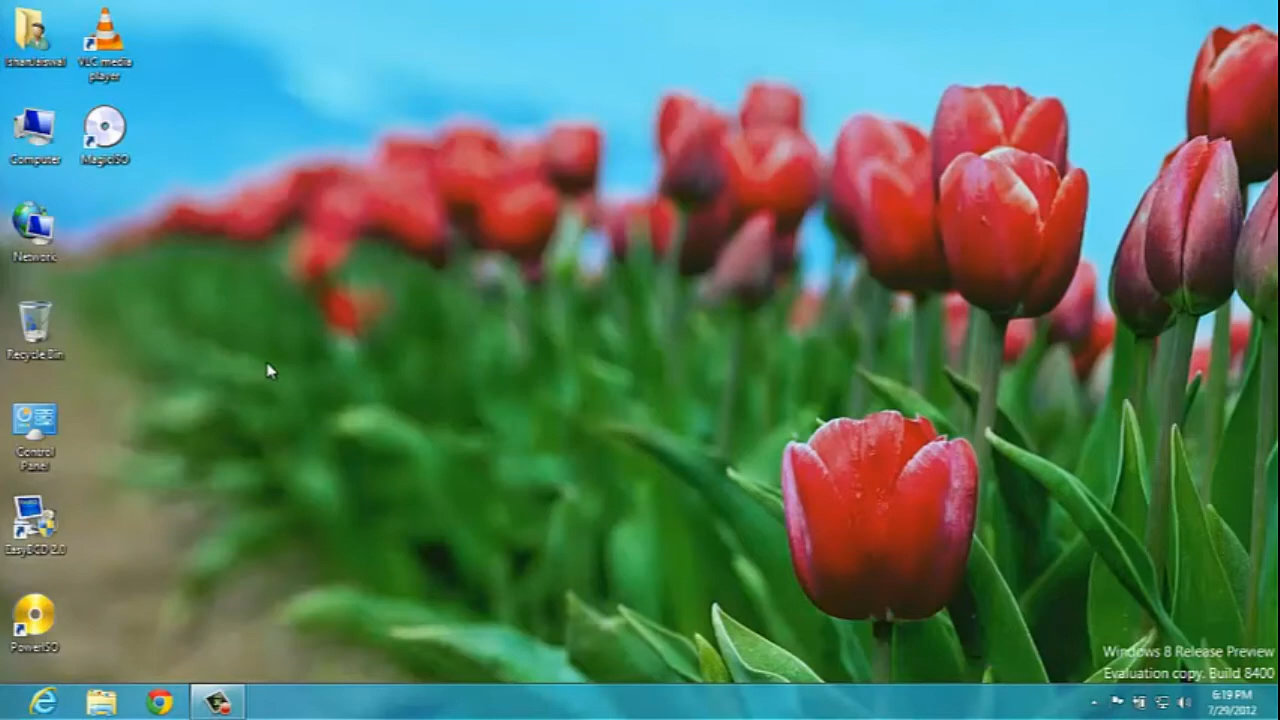 VLC media
player
Computer
MagicISO
Network
Recycle Bin
Control
Panel
EasyBCD 2.0
PowerISO
Windows 8 Release Preview
Evaluation copy. Build 8400
6:19 PM
7/29/2012